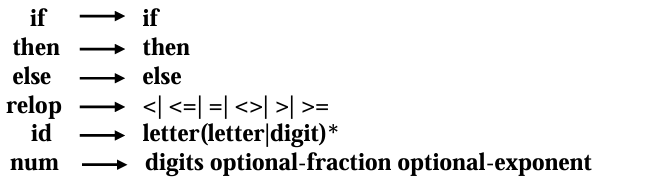 if → if
then → then
else → else
relop → <| <=| =| <>| >| >=
id → letter(letter|digit)*
num → digits optional-fraction optional-exponent